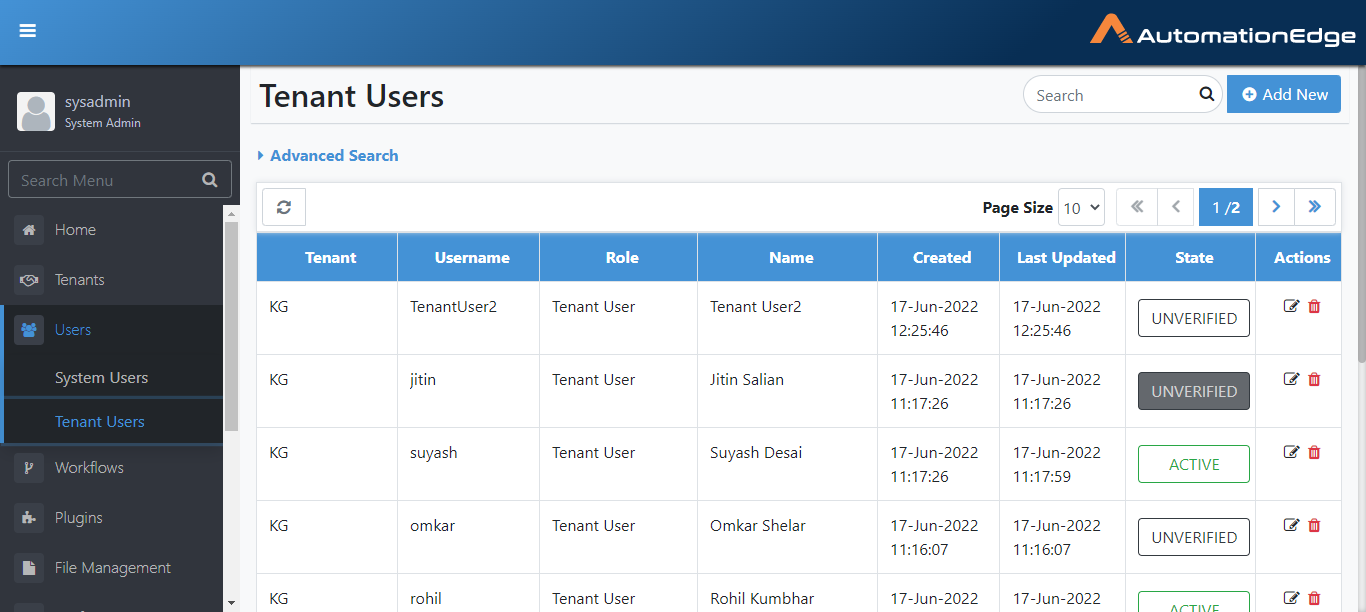 AutomationEdge
sysadmin
System Admin
Search Menu
Home
Tenants
Users
System Users
Tenant Users
Workflows
Plugins
File Management
Tenant Users
Search
Add New
Advanced Search
Page Size 10 1 /2
Tenant Username Role Name Created Last Updated State Actions
KG TenantUser2 Tenant User Tenant User2 17-Jun-2022 17-Jun-2022 UNVERIFIED
12:25:46 12:25:46
KG jitin Tenant User Jitin Salian 17-Jun-2022 17-Jun-2022 UNVERIFIED
11:17:26 11:17:26
KG suyash Tenant User Suyash Desai 17-Jun-2022 17-Jun-2022 ACTIVE
11:17:26 11:17:59
KG omkar Tenant User Omkar Shelar 17-Jun-2022 17-Jun-2022 UNVERIFIED
11:16:07 11:16:07
KG rohil Tenant User Rohil Kumbhar 17-Jun-2022 17-Jun-2022 ACTIVE